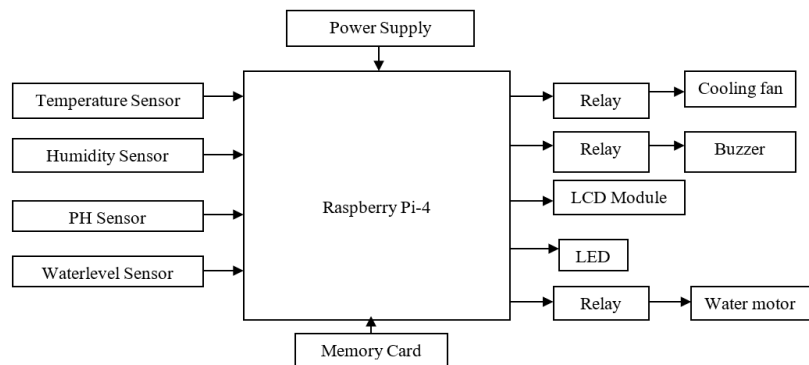 Power Supply
Temperature Sensor
Relay
Cooling fan
Humidity Sensor
Relay
Buzzer
Raspberry Pi-4
LCD Module
PH Sensor
LED
Waterlevel Sensor
Relay
Water motor
Memory Card